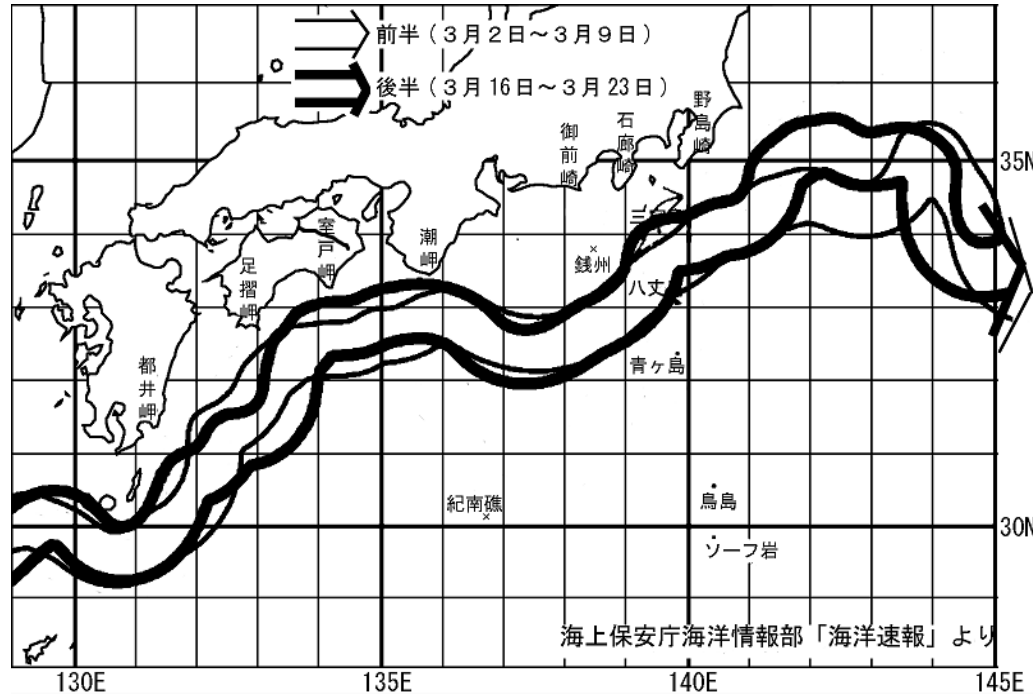 前半（３月２日～３月９日）
後半（３月16日～３月23日）
野島崎
石廊崎
御前崎
35N
室戸岬
潮岬
三宅
銭州
足摺岬
八丈
青ヶ島
都井岬
紀南礁
鳥島
30N
ソーフ岩
海上保安庁海洋情報部「海洋速報」より
130E
135E
140E
145E